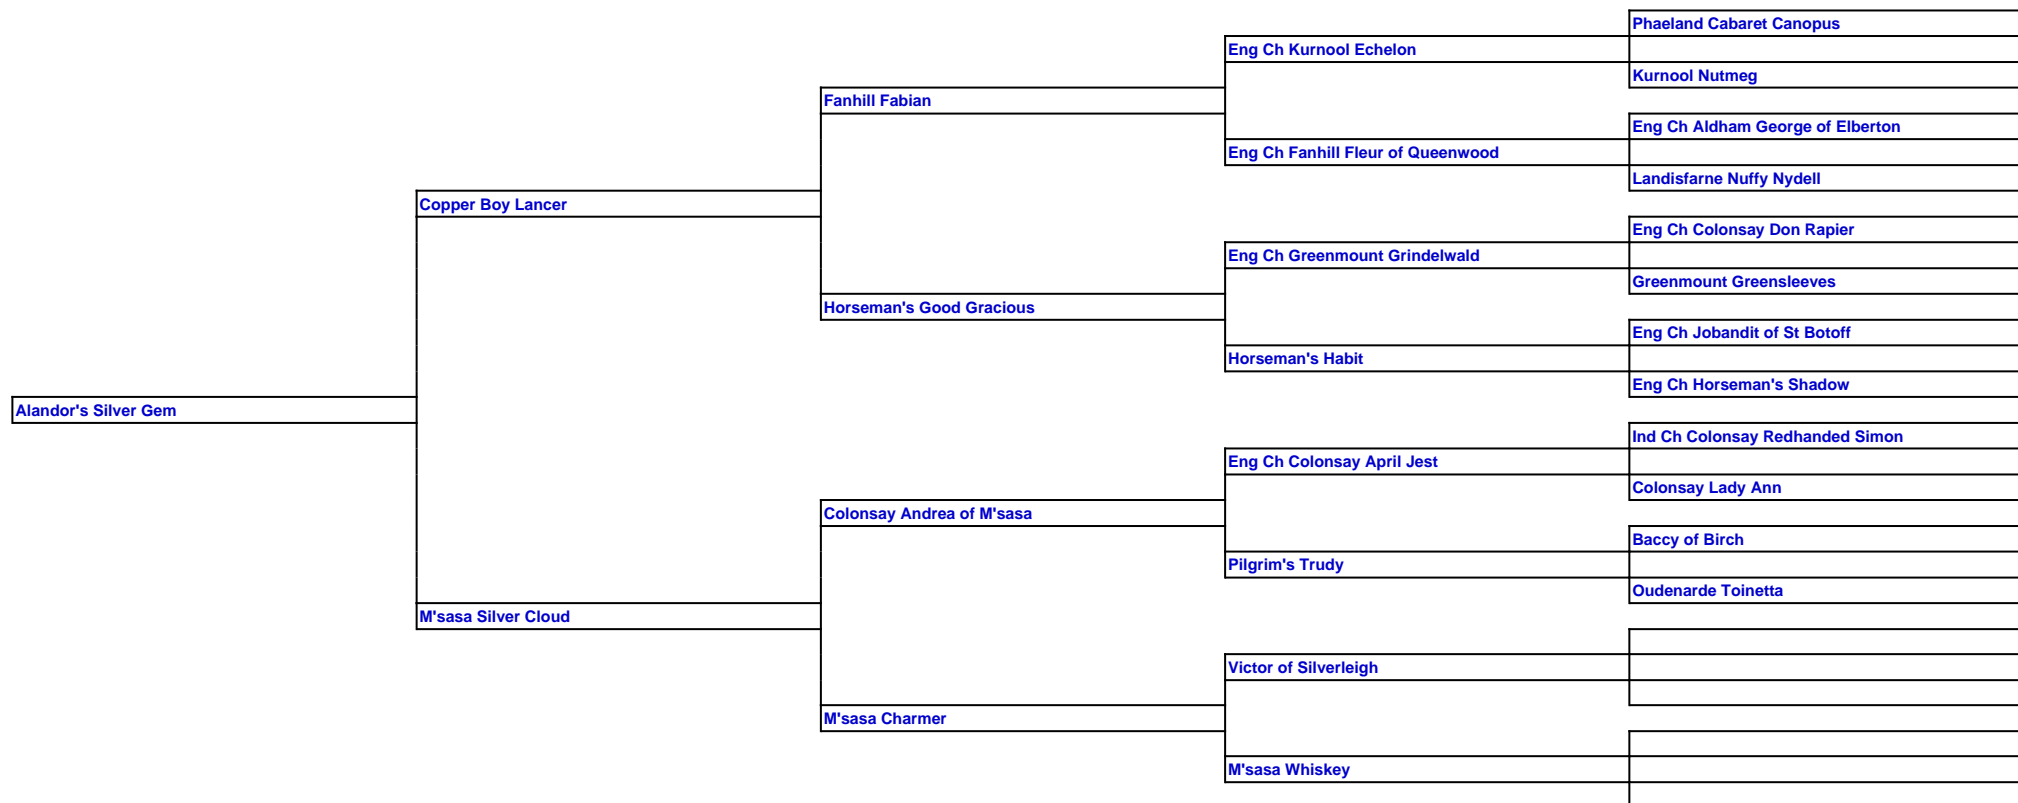 Phaeland Cabaret Canopus
Eng Ch Kurnool Echelon
Kurnool Nutmeg
Fanhill Fabian
Eng Ch Aldham George of Elberton
Eng Ch Fanhill Fleur of Queenwood
Landisfarne Nuffy Nydell
Copper Boy Lancer
Eng Ch Colonsay Don Rapier
Eng Ch Greenmount Grindelwald
Greenmount Greensleeves
Horseman's Good Gracious
Eng Ch Jobandit of St Botoff
Horseman's Habit
Eng Ch Horseman's Shadow
Alandor's Silver Gem
Ind Ch Colonsay Redhanded Simon
Eng Ch Colonsay April Jest
Colonsay Lady Ann
Colonsay Andrea of M'sasa
Baccy of Birch
Pilgrim's Trudy
Oudenarde Toinetta
M'sasa Silver Cloud
Victor of Silverleigh
M'sasa Charmer
M'sasa Whiskey